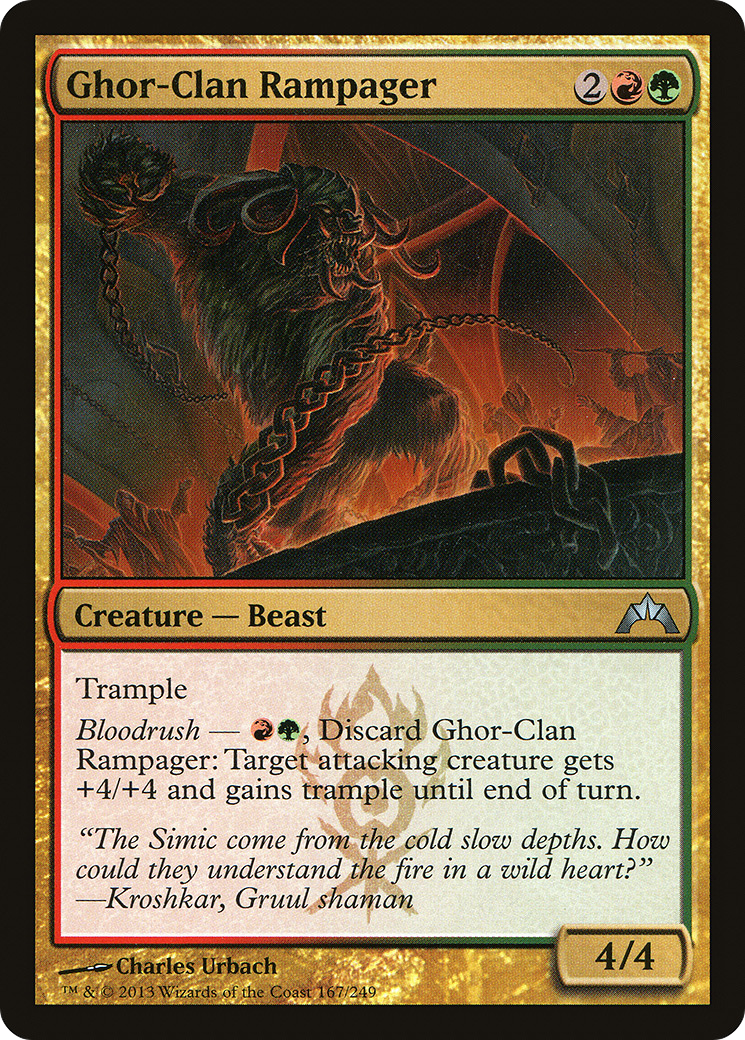 Ghor-Clan Rampager 2
Creature — Beast
Trample
Bloodrush — , Discard Ghor-Clan
Rampager: Target attacking creature gets
+4/+4 and gains trample until end of turn.
“The Simic come from the cold slow depths. How
could they understand the fire in a wild heart?”
—Kroshkar, Gruul shaman
4/4
Charles Urbach
™ & © 2013 Wizards of the Coast 167/249